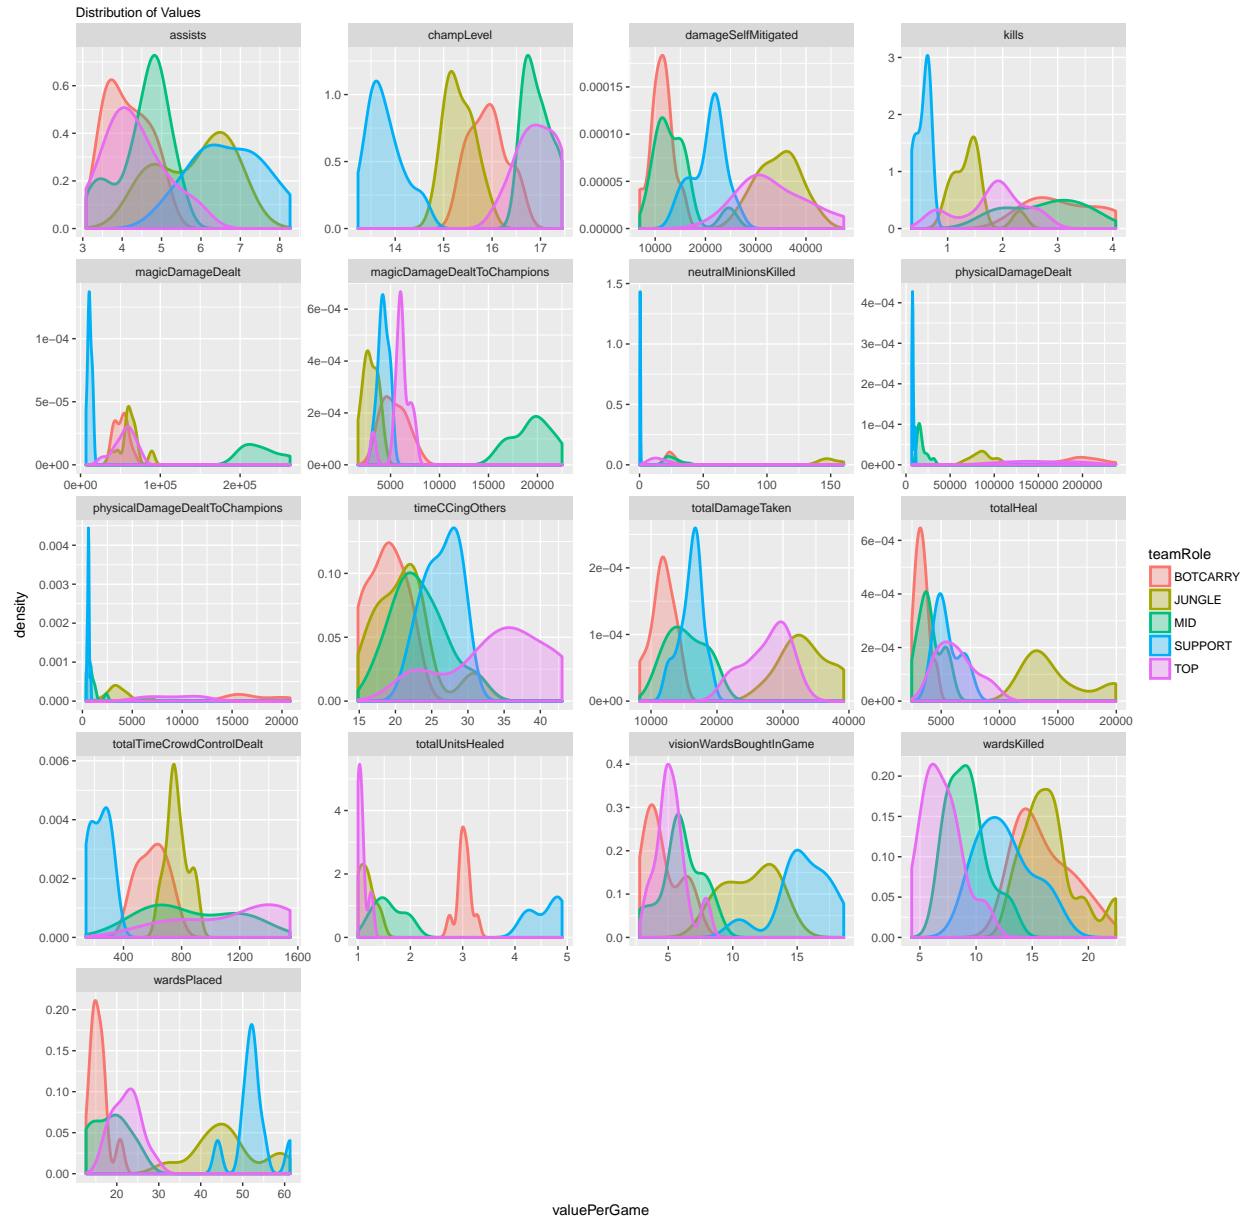 Distribution of Values
assists champLevel damageSelfMitigated kills
0.6
0.4
0.2
0.0
3 4 5 6 7 8
1.0
0.5
0.0
14 15 16 17
0.00015
0.00010
0.00005
0.00000
10000 20000 30000 40000
3
2
1
0
1 2 3 4
magicDamageDealt magicDamageDealtToChampions neutralMinionsKilled physicalDamageDealt
1e−04
5e−05
0e+00
0e+00 1e+05 2e+05
6e−04
4e−04
2e−04
0e+00
5000 10000 15000 20000
1.5
1.0
0.5
0.0
0 50 100 150
4e−04
3e−04
2e−04
1e−04
0e+00
0 50000 100000 150000 200000
physicalDamageDealtToChampions timeCCingOthers totalDamageTaken totalHeal
0.004
0.003
0.002
0.001
0.000
0 5000 10000 15000 20000
0.10
0.05
0.00
15 20 25 30 35 40
2e−04
1e−04
0e+00
10000 20000 30000 40000
6e−04
4e−04
2e−04
0e+00
5000 10000 15000 20000
totalTimeCrowdControlDealt totalUnitsHealed visionWardsBoughtInGame wardsKilled
0.006
0.004
0.002
0.000
400 800 1200 1600
4
2
0
1 2 3 4 5
0.4
0.3
0.2
0.1
0.0
5 10 15
0.20
0.15
0.10
0.05
0.00
5 10 15 20
wardsPlaced
0.20
0.15
0.10
0.05
0.00
20 30 40 50 60
density
valuePerGame
teamRole
BOTCARRY
JUNGLE
MID
SUPPORT
TOP